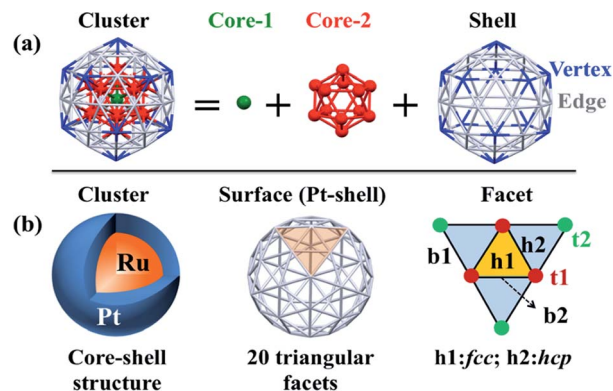 (a)
Cluster
Core-1
Core-2
Shell
=
+
+
Vertex
Edge
(b)
Cluster
Surface (Pt-shell)
Facet
Ru
Pt
b1
h2
t2
h1
t1
b2
Core-shell
structure
20 triangular
facets
h1:fcc; h2:hcp